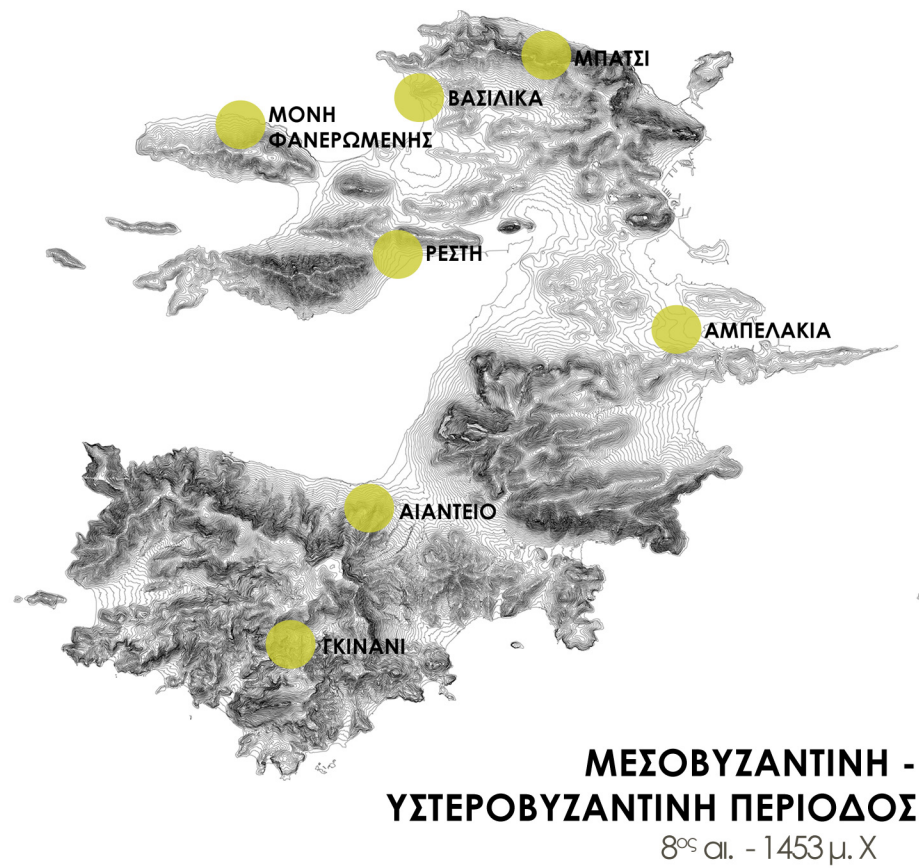 ΜΠΑΤΣΙ
ΒΑΣΙΛΙΚΑ
ΜΟΝΗ
ΦΑΝΕΡΩΜΕΝΗΣ
ΡΕΣΤΗ
ΑΜΠΕΛΑΚΙΑ
ΑΙΑΝΤΕΙΟ
ΓΚΙΝΑΝΙ
ΜΕΣΟΒΥΖΑΝΤΙΝΗ -
ΥΣΤΕΡΟΒΥΖΑΝΤΙΝΗ ΠΕΡΙΟΔΟΣ
8ος αι. - 1453 μ. Χ